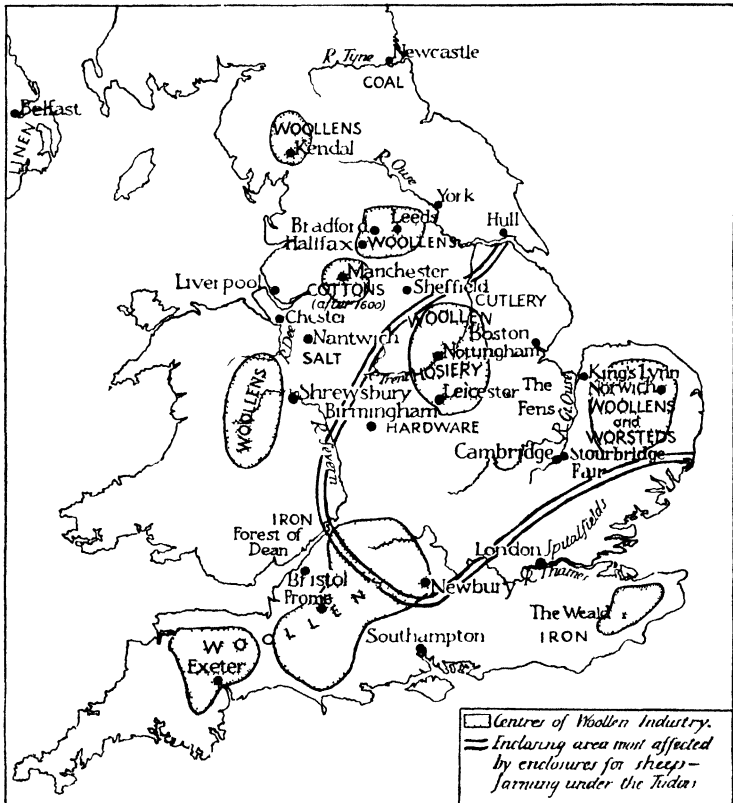 R. Tyne
Newcastle
COAL
Belfast
LINEN
WOOLLENS
Kendal
R. Ouse
York
Hull
Bradford
Leeds
Halifax
WOOLLENS
Manchester
Liverpool
COTTONS
(after 1600)
Sheffield
CUTLERY
Chester
R. Dee
Nantwich
SALT
WOOLLEN
Boston
Nottingham
Trent
HOSIERY
Leicester
The
Fens
King's Lynn
Norwich
WOOLLENS
and
WORSTEDS
R. Gt. Ouse
WOOLLENS
Shrewsbury
Birmingham
HARDWARE
R. Severn
Cambridge
Stourbridge
Fair
IRON
Forest of
Dean
London
Spitalfields
R. Thames
Bristol
Frome
Newbury
The Weald
IRON
Southampton
W O O L L E N
Exeter
Centres of Woollen Industry.
Enclosing area most affected
by enclosures for sheep-
farming under the Tudors